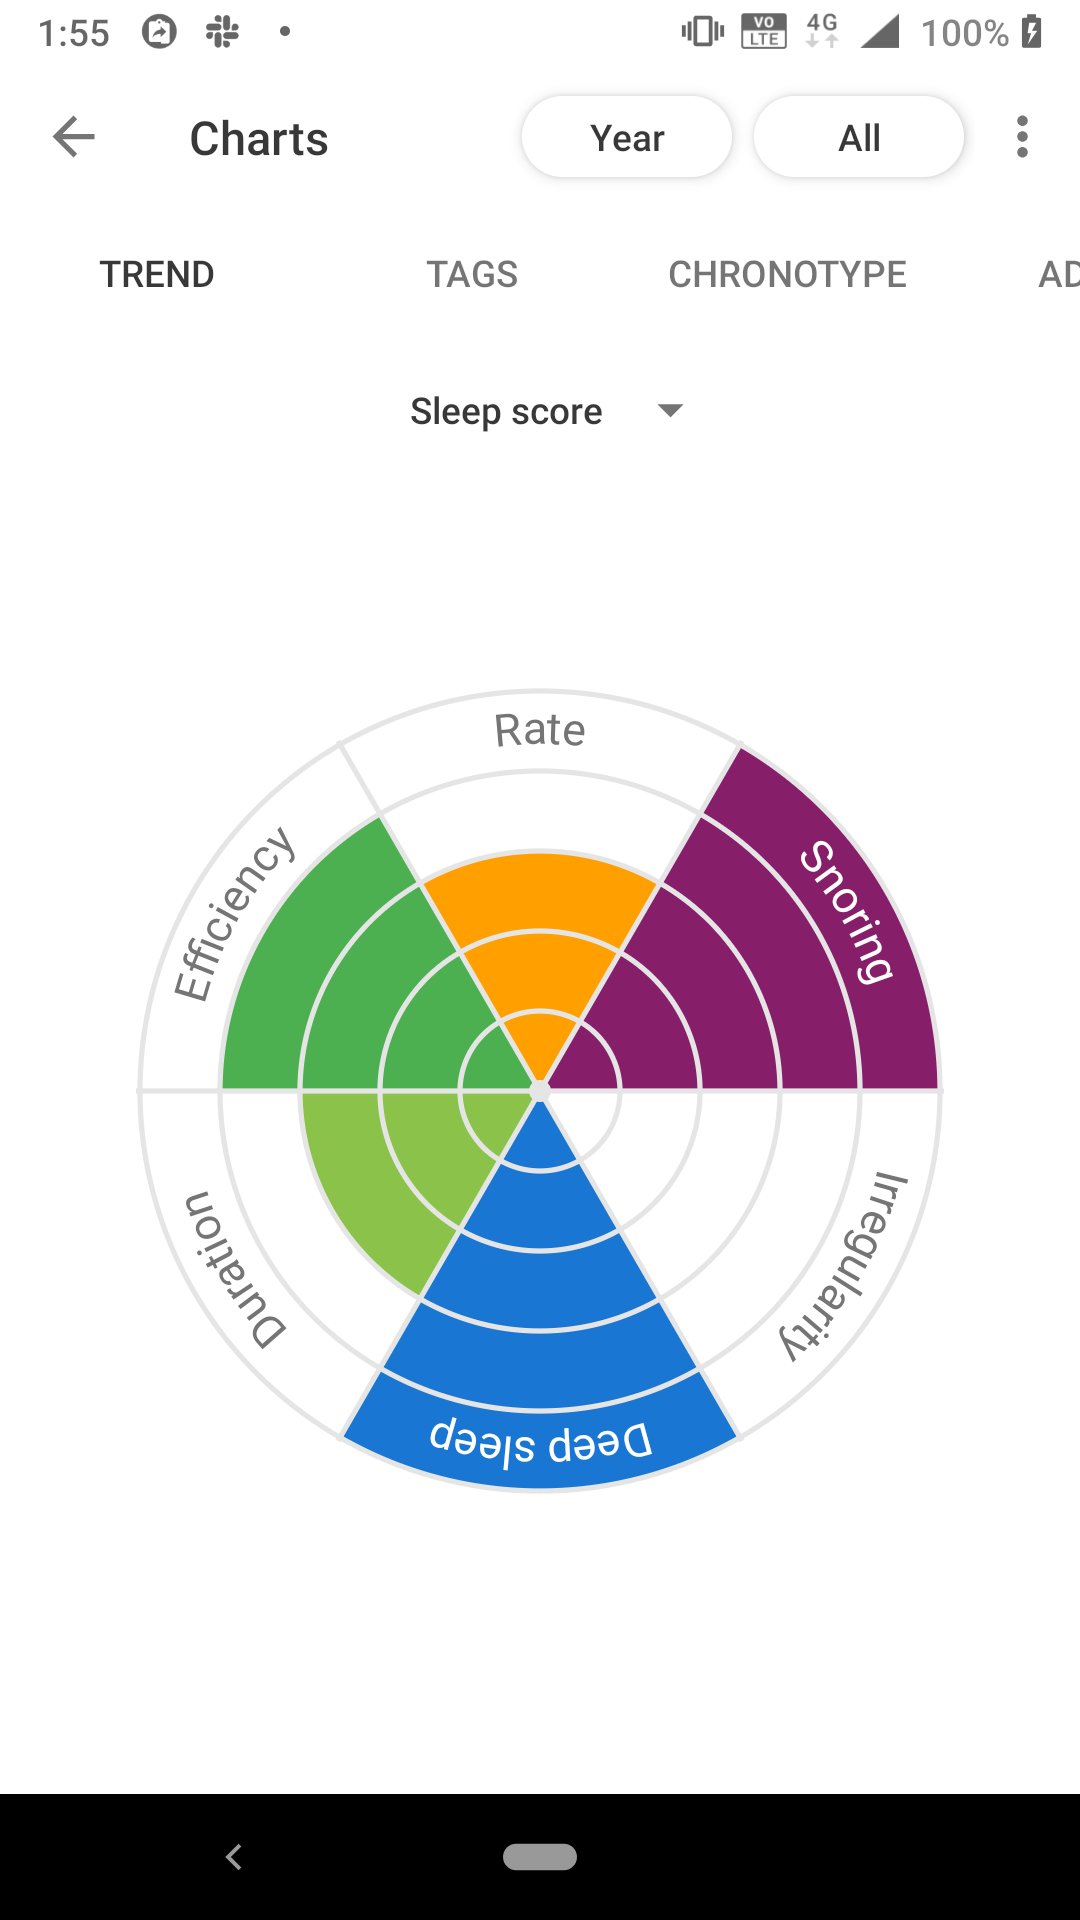 1:55
VO
LTE
4G
100%
Charts
Year
All
TREND
TAGS
CHRONOTYPE
AD
Sleep score
Rate
Efficiency
Snoring
Duration
Irregularity
Deep sleep